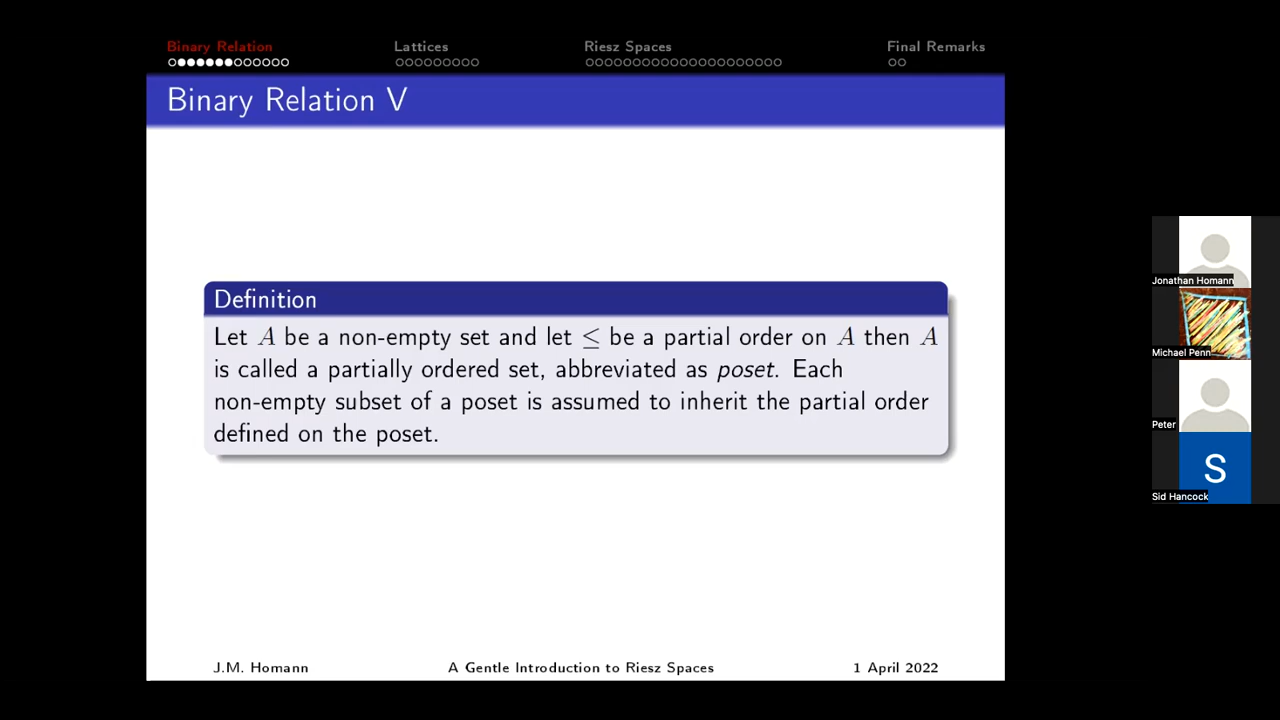 Binary Relation Lattices Riesz Spaces Final Remarks
Binary Relation V
Definition
Let A be a non-empty set and let ≤ be a partial order on A then A
is called a partially ordered set, abbreviated as poset. Each
non-empty subset of a poset is assumed to inherit the partial order
defined on the poset.
J.M. Homann A Gentle Introduction to Riesz Spaces 1 April 2022
Jonathan Homann
Michael Penn
Peter
S
Sid Hancock